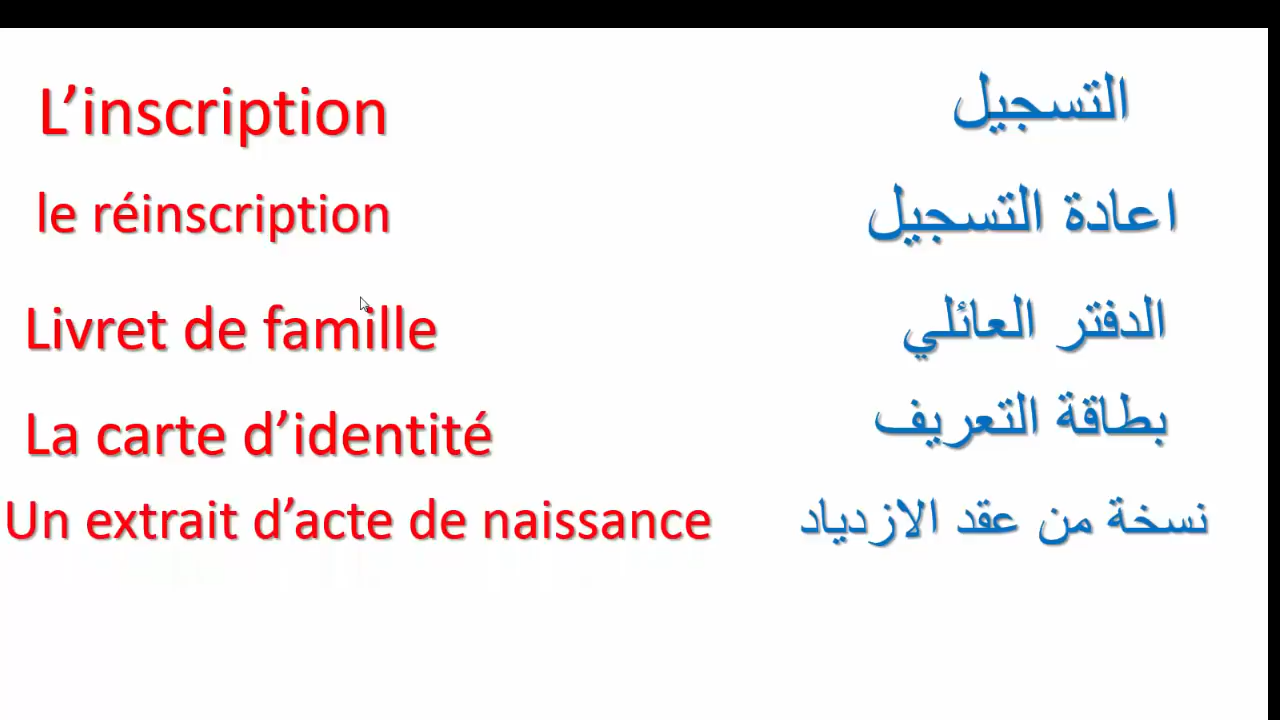 L’inscription التسجيل
le réinscription اعادة التسجيل
Livret de famille الدفتر العائلي
La carte d’identité بطاقة التعريف
Un extrait d’acte de naissance نسخة من عقد الازدياد